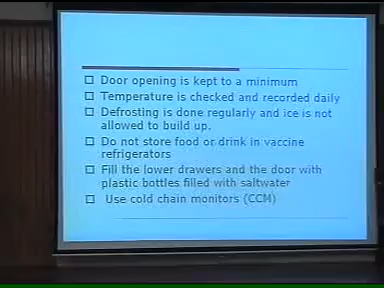 Door opening is kept to a minimum
Temperature is checked and recorded daily
Defrosting is done regularly and ice is not
allowed to build up.
Do not store food or drink in vaccine
refrigerators
Fill the lower drawers and the door with
plastic bottles filled with saltwater
Use cold chain monitors (CCM)